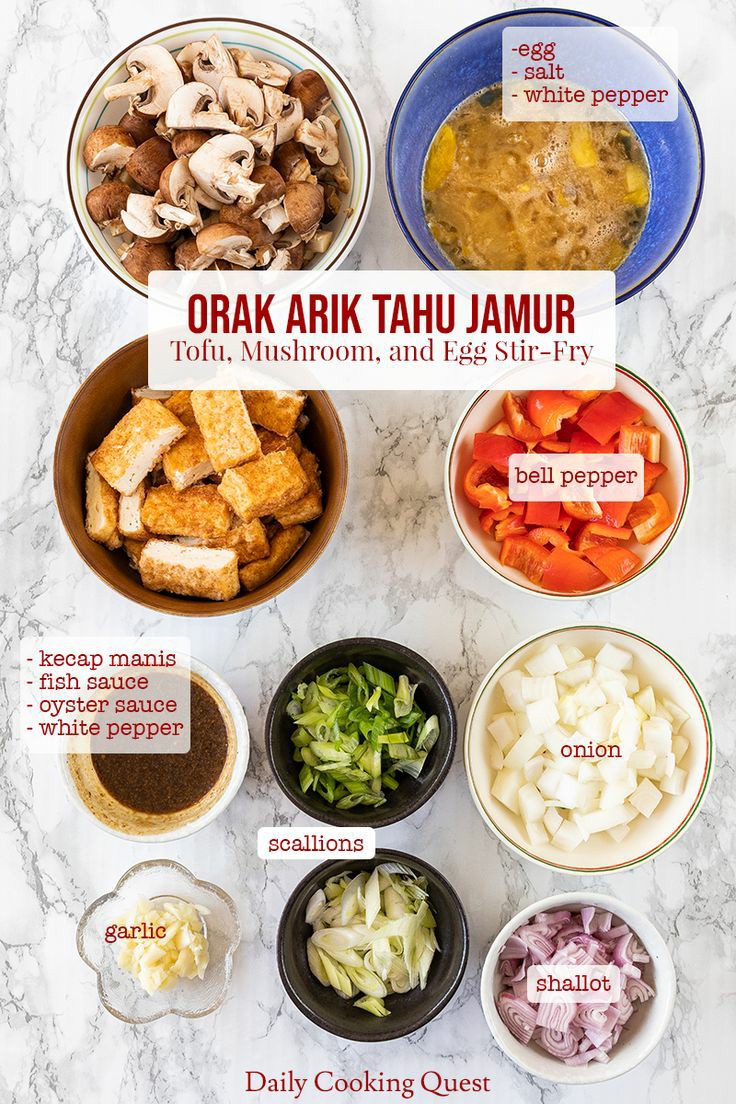 -egg
- salt
- white pepper
ORAK ARIK TAHU JAMUR
Tofu, Mushroom, and Egg Stir-Fry
bell pepper
- kecap manis
- fish sauce
- oyster sauce
- white pepper
onion
scallions
garlic
shallot
Daily Cooking Quest